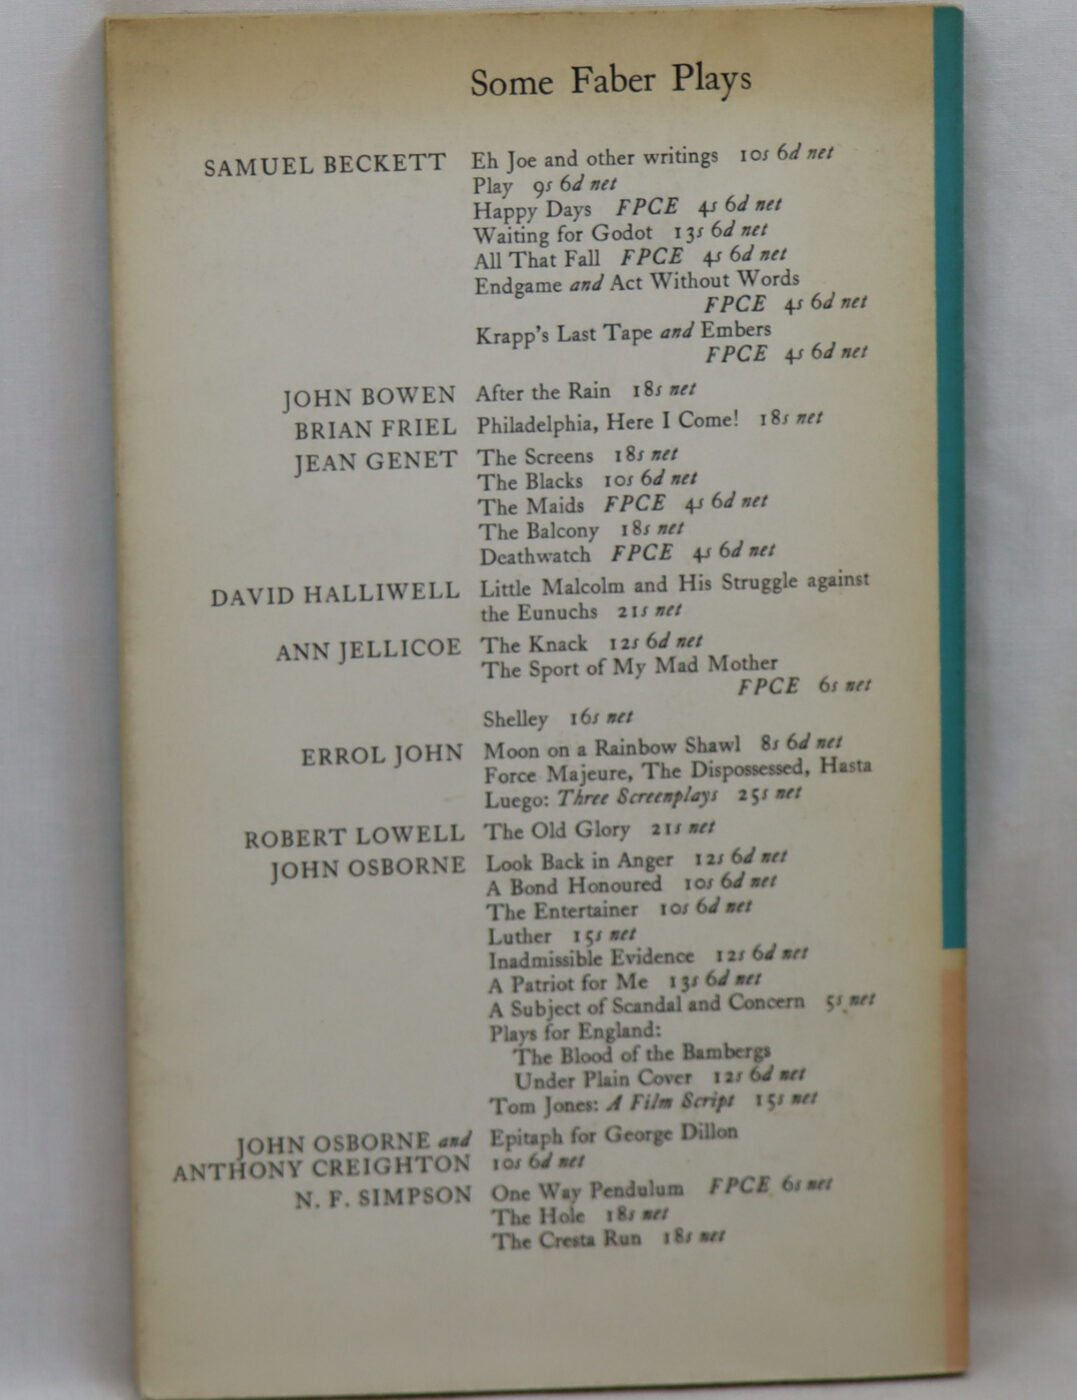 Some Faber Plays
SAMUEL BECKETT Eh Joe and other writings 10s 6d net
Play 9s 6d net
Happy Days FPCE 4s 6d net
Waiting for Godot 13s 6d net
All That Fall FPCE 4s 6d net
Endgame and Act Without Words
FPCE 4s 6d net
Krapp's Last Tape and Embers
FPCE 4s 6d net
JOHN BOWEN After the Rain 18s net
BRIAN FRIEL Philadelphia, Here I Come! 18s net
JEAN GENET The Screens 18s net
The Blacks 10s 6d net
The Maids FPCE 4s 6d net
The Balcony 18s net
Deathwatch FPCE 4s 6d net
DAVID HALLIWELL Little Malcolm and His Struggle against
the Eunuchs 21s net
ANN JELLICOE The Knack 12s 6d net
The Sport of My Mad Mother
FPCE 6s net
Shelley 16s net
ERROL JOHN Moon on a Rainbow Shawl 8s 6d net
Force Majeure, The Dispossessed, Hasta
Luego: Three Screenplays 25s net
ROBERT LOWELL The Old Glory 21s net
JOHN OSBORNE Look Back in Anger 12s 6d net
A Bond Honoured 10s 6d net
The Entertainer 10s 6d net
Luther 15s net
Inadmissible Evidence 12s 6d net
A Patriot for Me 13s 6d net
A Subject of Scandal and Concern 5s net
Plays for England:
The Blood of the Bambergs
Under Plain Cover 12s 6d net
Tom Jones: A Film Script 15s net
JOHN OSBORNE and Epitaph for George Dillon
ANTHONY CREIGHTON 10s 6d net
N. F. SIMPSON One Way Pendulum FPCE 6s net
The Hole 18s net
The Cresta Run 18s net